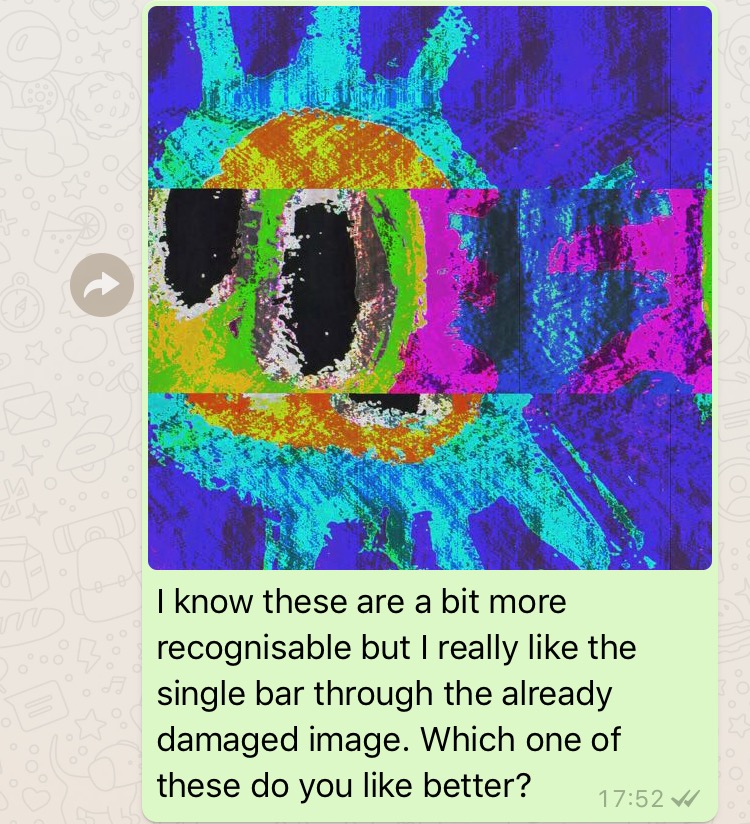 I know these are a bit more
recognisable but I really like the
single bar through the already
damaged image. Which one of
these do you like better?
17:52